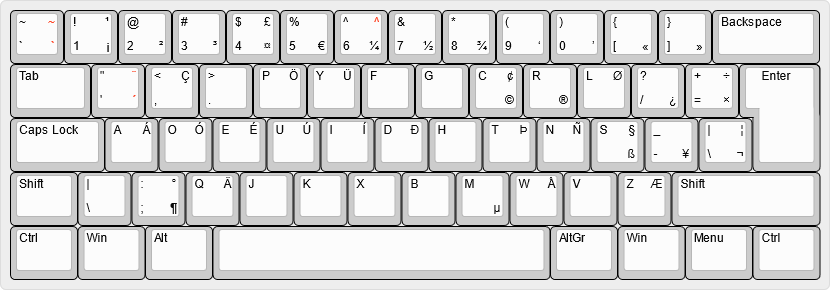 ~ ~ ! ¹ @ # $ £ % ^ ^ & * ( ) { } Backspace
` ` 1 ¡ 2 ² 3 ³ 4 ¤ 5 € 6 ¼ 7 ½ 8 ¾ 9 ‘ 0 ’ [ « ] »
Tab " ¨ < Ç > P Ö Y Ü F G C ¢ R L Ø ? + ÷ Enter
' ´ , . © ® / ¿ = ×
Caps Lock A Á O Ó E É U Ú I Í D Ð H T Þ N Ñ S § _ | ¦
ß - ¥ \ ¬
Shift | : ° Q Ä J K X B M W Å V Z Æ Shift
\ ; ¶ µ
Ctrl Win Alt AltGr Win Menu Ctrl